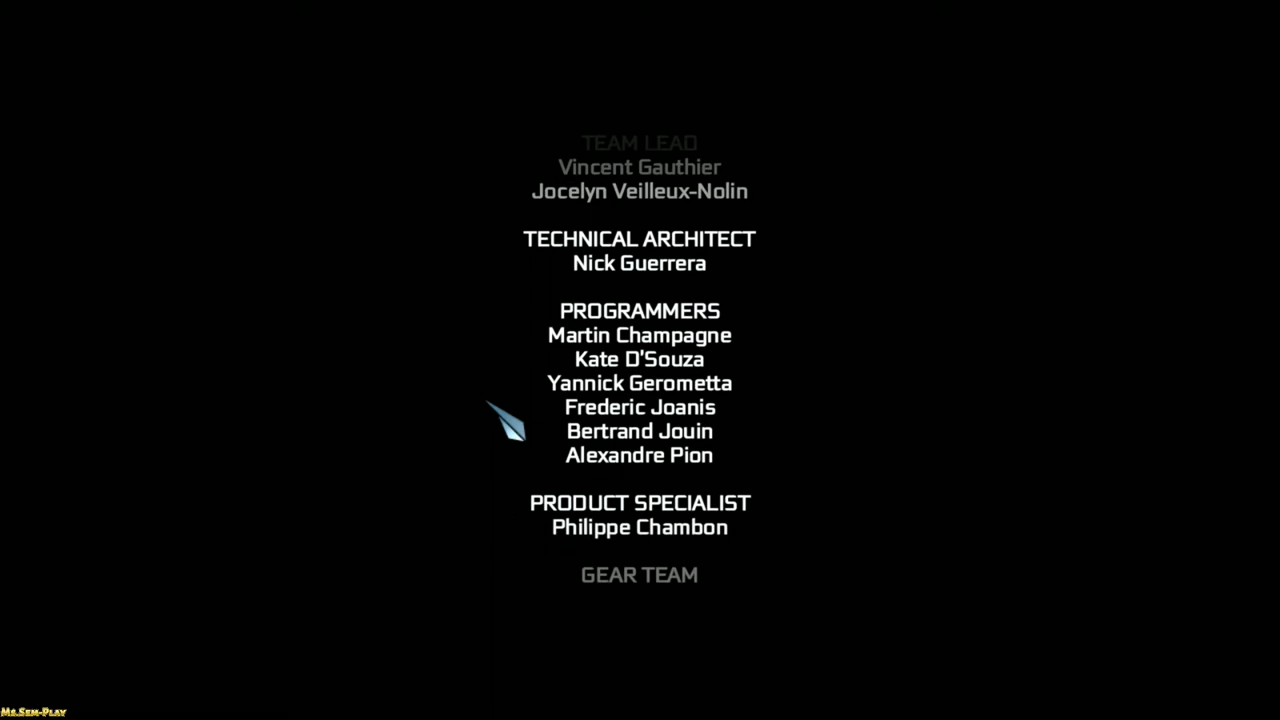 TEAM LEAD
Vincent Gauthier
Jocelyn Veilleux-Nolin
TECHNICAL ARCHITECT
Nick Guerrera
PROGRAMMERS
Martin Champagne
Kate D'Souza
Yannick Gerometta
Frederic Joanis
Bertrand Jouin
Alexandre Pion
PRODUCT SPECIALIST
Philippe Chambon
GEAR TEAM
Ms.Sem-Play